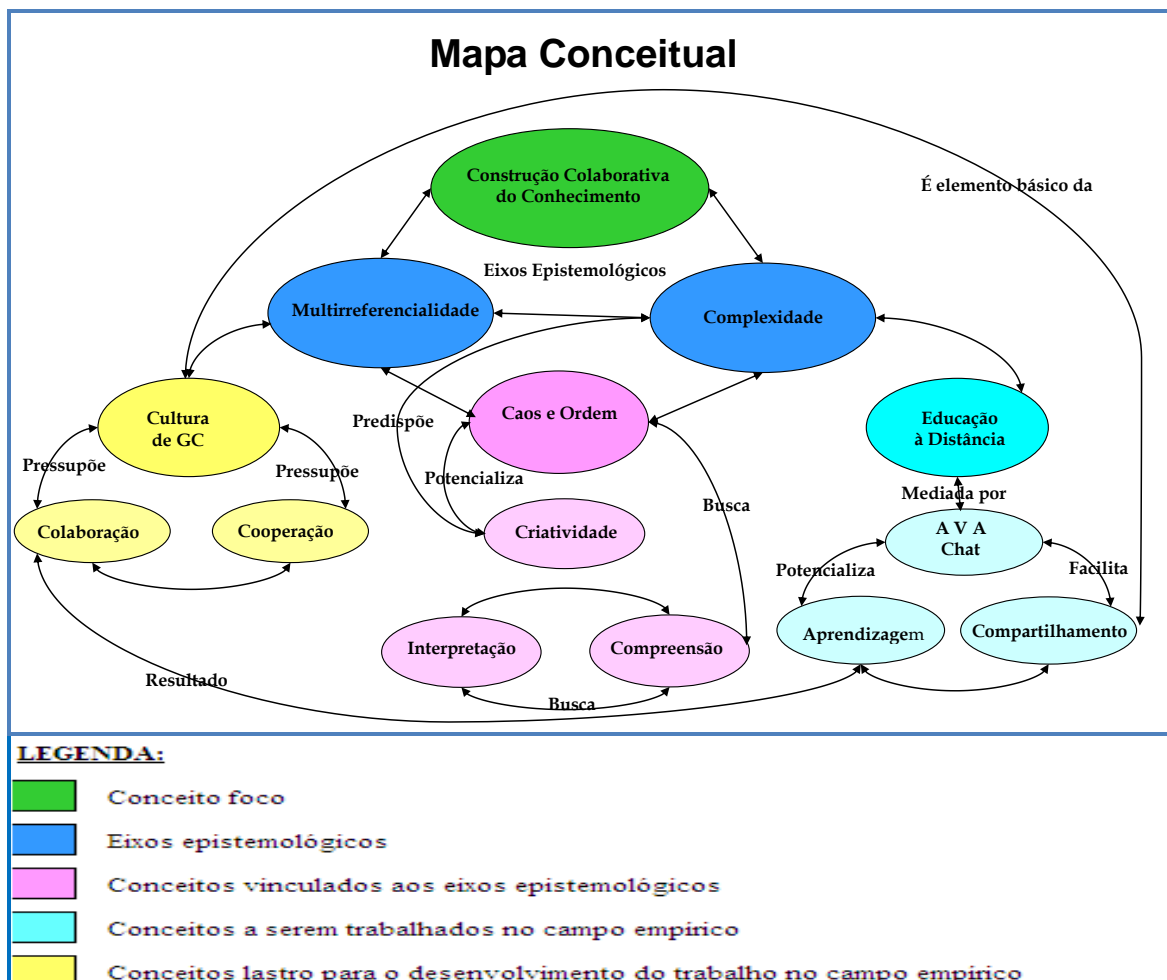 Mapa Conceitual
Construção Colaborativa
do Conhecimento
É elemento básico da
Eixos Epistemológicos
Multirreferencialidade
Complexidade
Cultura
de GC
Predispõe
Caos e Ordem
Educação
à Distância
Pressupõe
Pressupõe
Potencializa
Mediada por
Busca
Colaboração
Cooperação
Criatividade
A V A
Chat
Potencializa
Facilita
Interpretação
Compreensão
Aprendizagem
Compartilhamento
Resultado
Busca
LEGENDA:
Conceito foco
Eixos epistemológicos
Conceitos vinculados aos eixos epistemológicos
Conceitos a serem trabalhados no campo empírico
Conceitos lastro para o desenvolvimento do trabalho no campo empírico